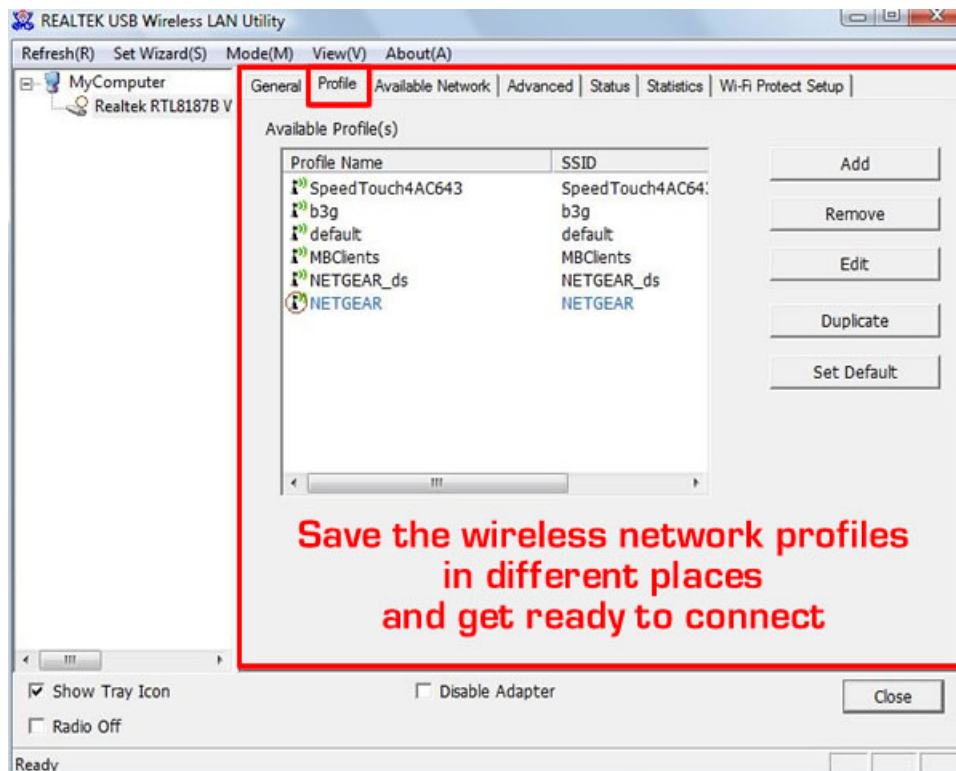 REALTEK USB Wireless LAN Utility
Refresh(R) Set Wizard(S) Mode(M) View(V) About(A)
MyComputer
Realtek RTL8187B
General Profile Available Network Advanced Status Statistics Wi-Fi Protect Setup
Available Profile(s)
Profile Name SSID
SpeedTouch4AC643 SpeedTouch4AC64
b3g b3g
default default
MBClients MBClients
NETGEAR_ds NETGEAR_ds
NETGEAR NETGEAR
Add
Remove
Edit
Duplicate
Set Default
Save the wireless network profiles
in different places
and get ready to connect
Show Tray Icon Disable Adapter Close
Radio Off
Ready